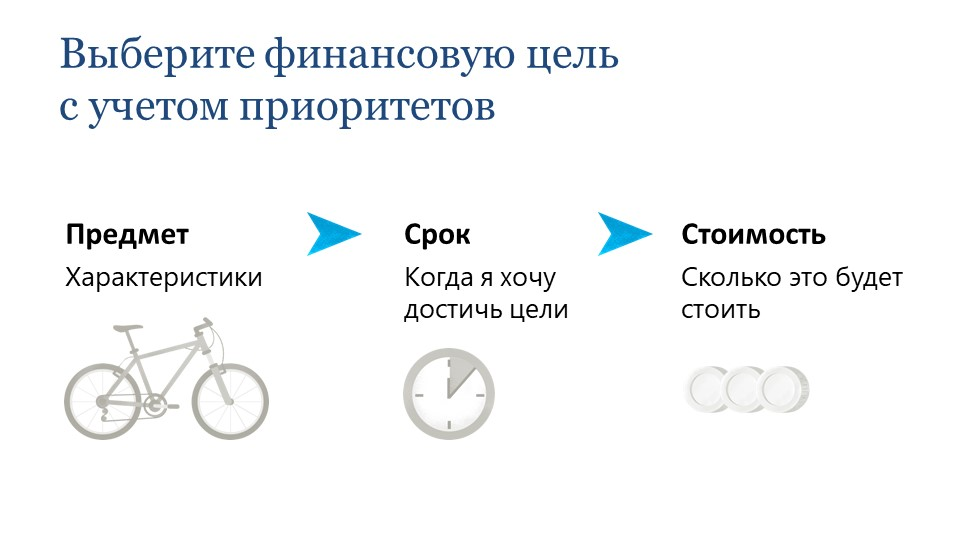 Выберите финансовую цель
с учетом приоритетов
Предмет
Характеристики
Срок
Когда я хочу
достичь цели
Стоимость
Сколько это будет
стоить